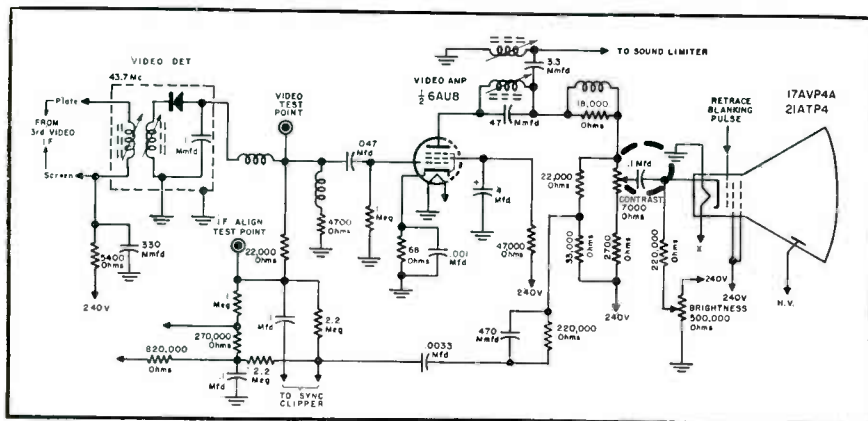 VIDEO DET
43.7 Mc
Plate
FROM
3rd VIDEO
I.F.
Screen
5400
Ohms
330
Mmfd
240V
Mmfd
VIDEO
TEST
POINT
I.F ALIGN
TEST POINT
22,000
Ohms
4700
Ohms
.047
Mfd
1
Meg
VIDEO AMP
½ 6AU8
68
Ohms
.001
Mfd
4
Mfd
47,000
Ohms
240V
TO SOUND LIMITER
3.3
Mmfd
47
Mmfd
18,000
Ohms
22,000
Ohms
33,000
Ohms
.1 Mfd
CONTRAST
7000
Ohms
2700
Ohms
240V
RETRACE
BLANKING
PULSE
17AVP4A
21ATP4
X
220,000
Ohms
240V
BRIGHTNESS
500,000
Ohms
240V
H.V.
1
Meg
270,000
Ohms
820,000
Ohms
.1
Mfd
2.2
Meg
.1
Mfd
2.2
Meg
TO SYNC
CLIPPER
.0033
Mfd
470
Mmfd
220,000
Ohms